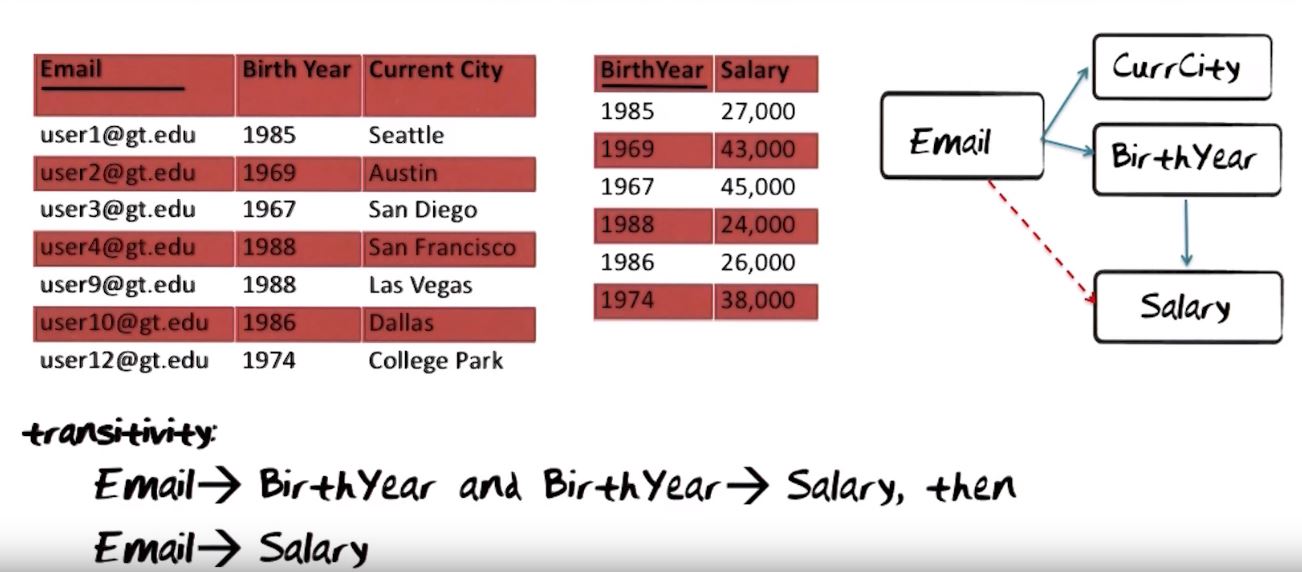 Email Birth Year Current City
user1@gt.edu 1985 Seattle
user2@gt.edu 1969 Austin
user3@gt.edu 1967 San Diego
user4@gt.edu 1988 San Francisco
user9@gt.edu 1988 Las Vegas
user10@gt.edu 1986 Dallas
user12@gt.edu 1974 College Park
BirthYear Salary
1985 27,000
1969 43,000
1967 45,000
1988 24,000
1986 26,000
1974 38,000
CurrCity
Email
BirthYear
Salary
transitivity:
Email→ BirthYear and BirthYear→ Salary, then
Email→ Salary